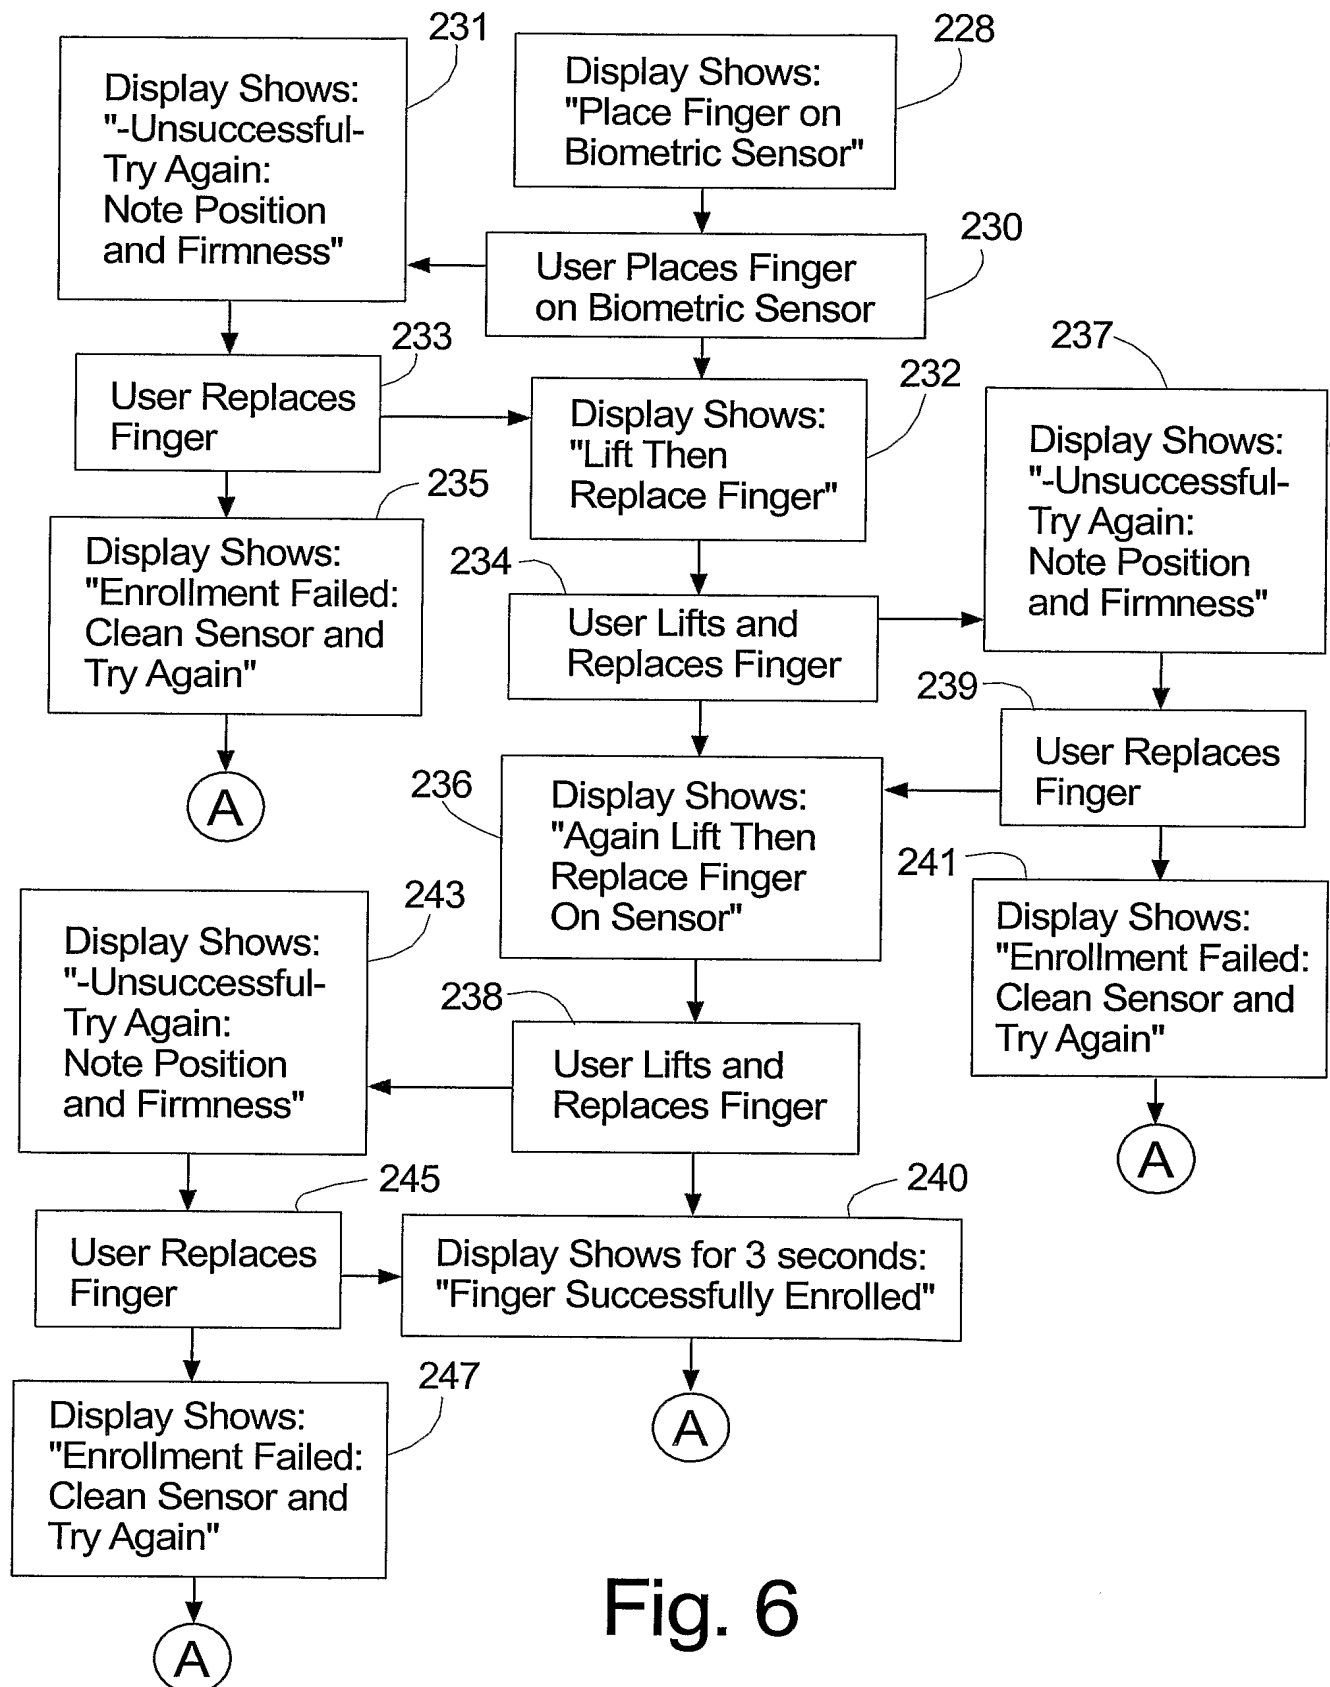 231
Display Shows:
"-Unsuccessful-
Try Again:
Note Position
and Firmness"
228
Display Shows:
"Place Finger on
Biometric Sensor"
230
User Places Finger
on Biometric Sensor
233
User Replaces
Finger
232
Display Shows:
"Lift Then
Replace Finger"
237
Display Shows:
"-Unsuccessful-
Try Again:
Note Position
and Firmness"
235
Display Shows:
"Enrollment Failed:
Clean Sensor and
Try Again"
A
234
User Lifts and
Replaces Finger
239
User Replaces
Finger
236
Display Shows:
"Again Lift Then
Replace Finger
On Sensor"
241
Display Shows:
"Enrollment Failed:
Clean Sensor and
Try Again"
A
243
Display Shows:
"-Unsuccessful-
Try Again:
Note Position
and Firmness"
238
User Lifts and
Replaces Finger
245
User Replaces
Finger
240
Display Shows for 3 seconds:
"Finger Successfully Enrolled"
A
247
Display Shows:
"Enrollment Failed:
Clean Sensor and
Try Again"
A
Fig. 6